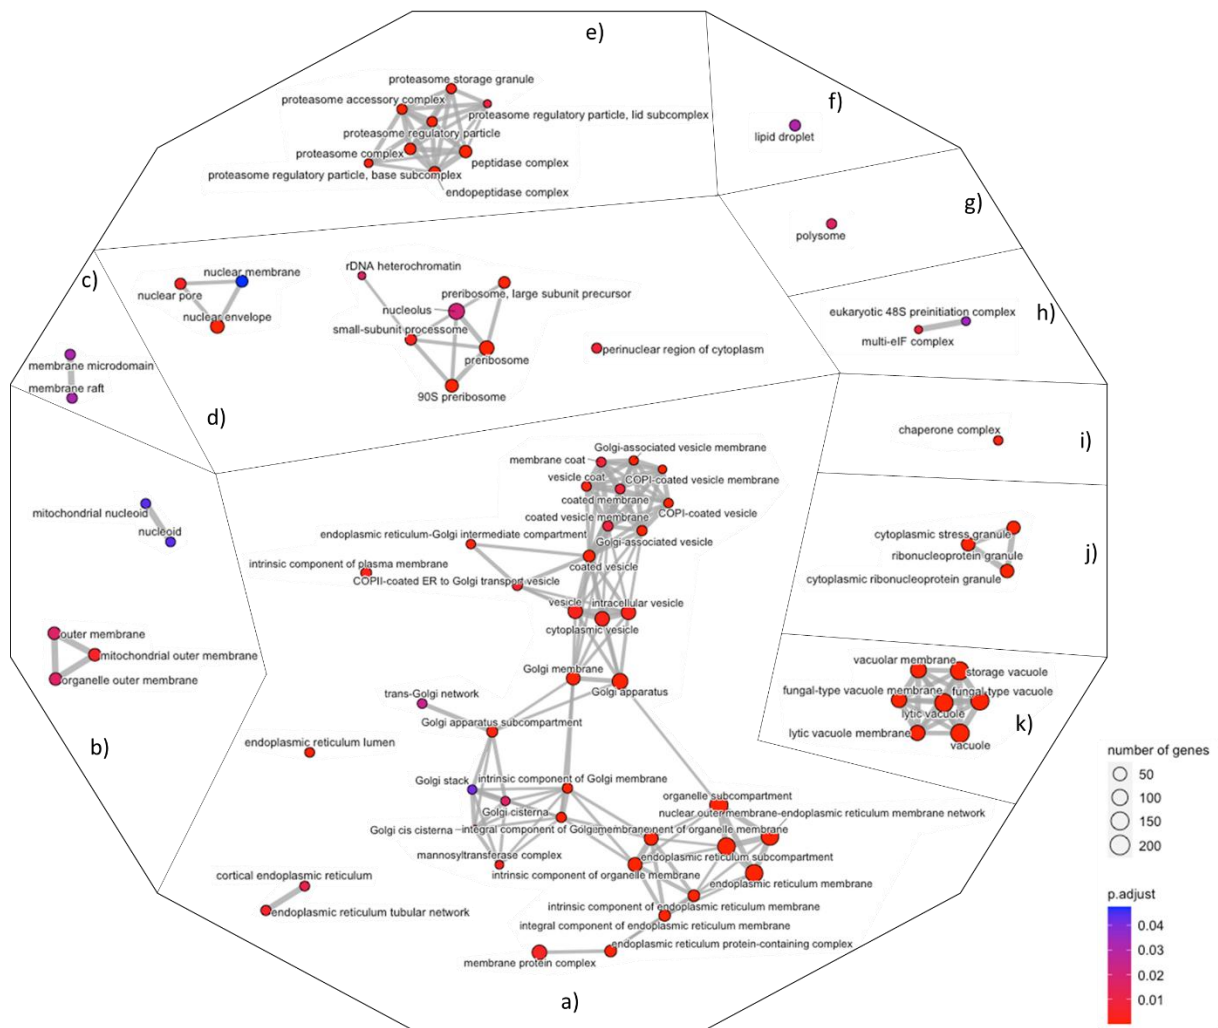 e)
proteasome storage granule
proteasome accessory complex
proteasome regulatory particle, lid subcomplex
proteasome regulatory particle
proteasome complex
peptidase complex
proteasome regulatory particle, base subcomplex
endopeptidase complex
f)
lipid droplet
g)
polysome
h)
eukaryotic 48S preinitiation complex
multi-eIF complex
c)
membrane microdomain
membrane raft
nuclear membrane
nuclear pore
nuclear envelope
rDNA heterochromatin
preribosome, large subunit precursor
nucleolus
small-subunit processome
preribosome
perinuclear region of cytoplasm
90S preribosome
d)
i)
chaperone complex
j)
cytoplasmic stress granule
ribonucleoprotein granule
cytoplasmic ribonucleoprotein granule
mitochondrial nucleoid
nucleoid
outer membrane
mitochondrial outer membrane
organelle outer membrane
b)
Golgi-associated vesicle membrane
membrane coat
vesicle coat
COPI-coated vesicle membrane
coated membrane
COPI-coated vesicle
coated vesicle membrane
endoplasmic reticulum-Golgi intermediate compartment
Golgi-associated vesicle
coated vesicle
intrinsic component of plasma membrane
COPII-coated ER to Golgi transport vesicle
vesicle
intracellular vesicle
cytoplasmic vesicle
Golgi membrane
Golgi apparatus
trans-Golgi network
Golgi apparatus subcompartment
endoplasmic reticulum lumen
Golgi stack
intrinsic component of Golgi membrane
Golgi cisterna
Golgi cis cisterna
integral component of Golgi membrane
nent of organelle membrane
mannosyltransferase complex
intrinsic component of organelle membrane
organelle subcompartment
nuclear outer membrane-endoplasmic reticulum membrane network
endoplasmic reticulum subcompartment
endoplasmic reticulum membrane
cortical endoplasmic reticulum
endoplasmic reticulum tubular network
intrinsic component of endoplasmic reticulum membrane
integral component of endoplasmic reticulum membrane
endoplasmic reticulum protein-containing complex
membrane protein complex
a)
vacuolar membrane
storage vacuole
fungal-type vacuole membrane
fungal-type vacuole
lytic vacuole
lytic vacuole membrane
vacuole
k)
number of genes
50
100
150
200
p.adjust
0.04
0.03
0.02
0.01